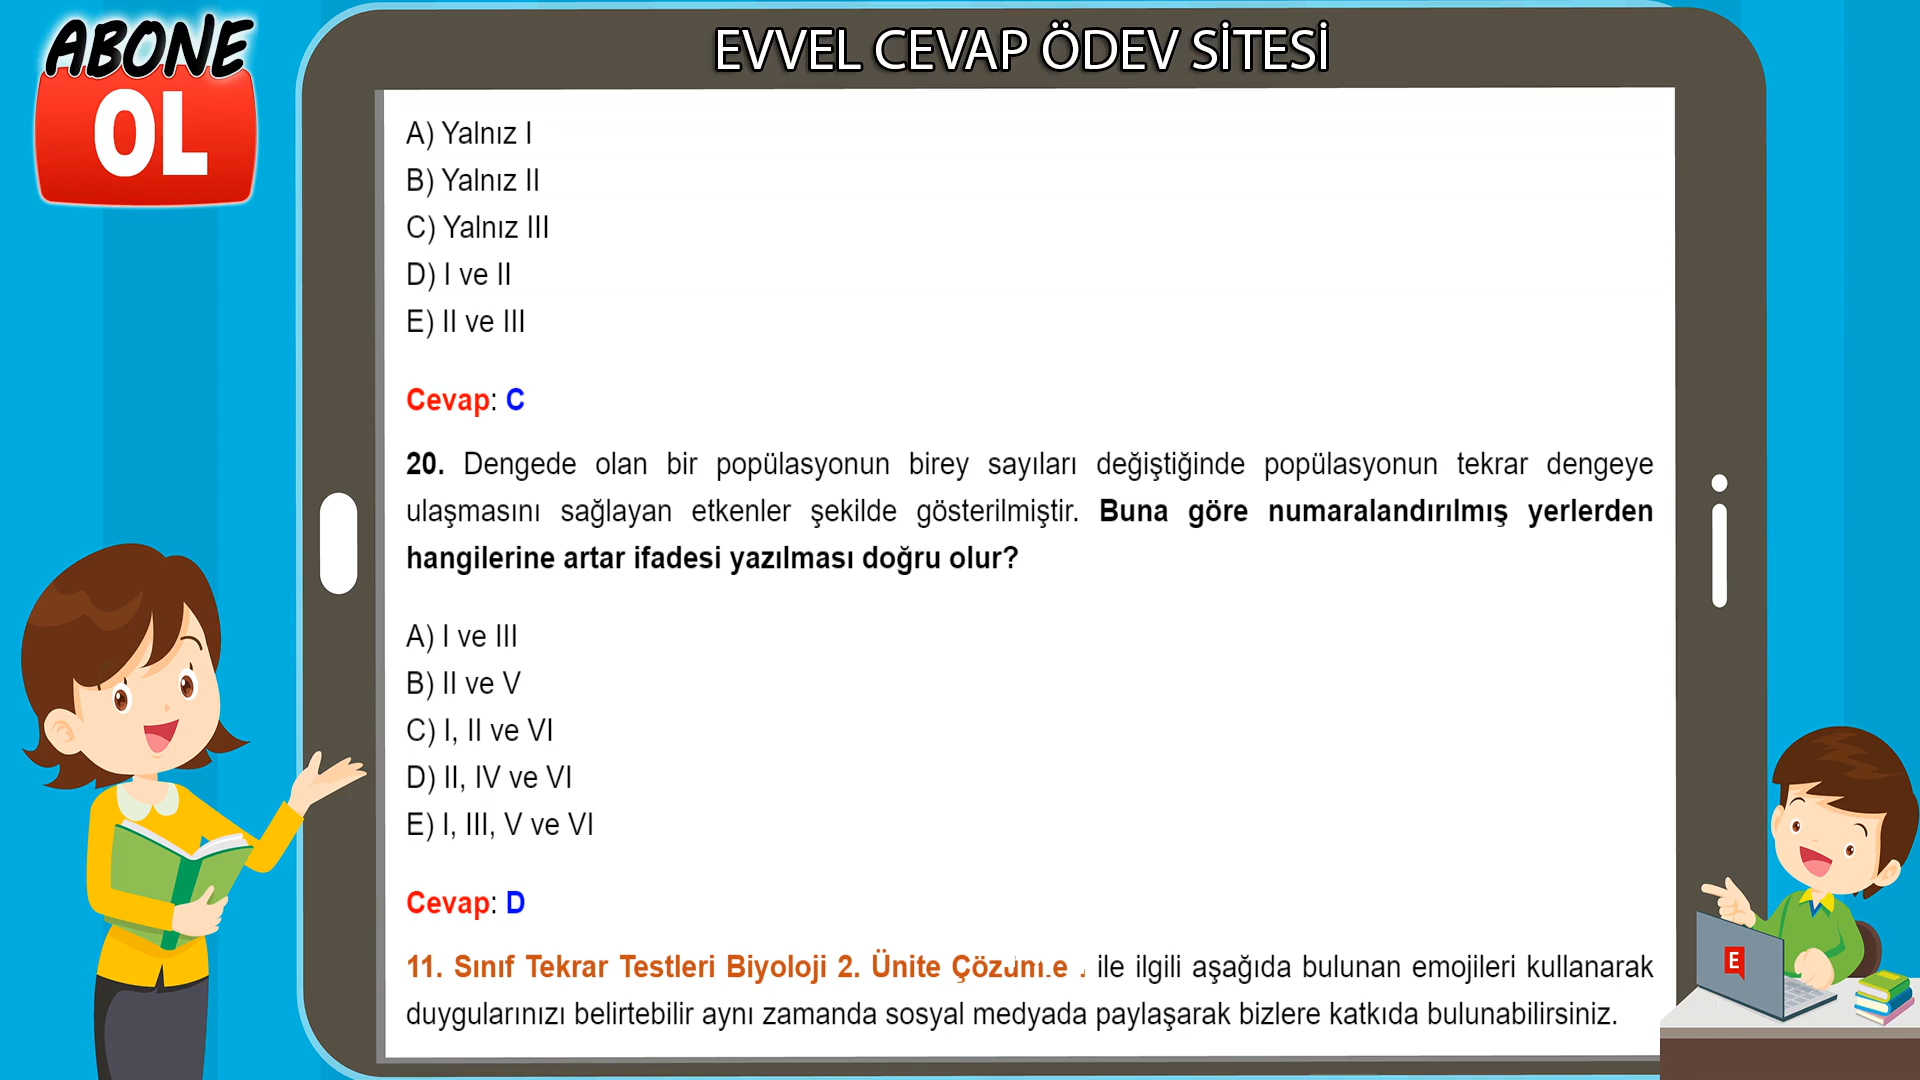 ABONE
OL
EVVEL CEVAP ÖDEV SİTESİ
A) Yalnız I
B) Yalnız II
C) Yalnız III
D) I ve II
E) II ve III
Cevap: C
20. Dengede olan bir popülasyonun birey sayıları değiştiğinde popülasyonun tekrar dengeye
ulaşmasını sağlayan etkenler şekilde gösterilmiştir. Buna göre numaralandırılmış yerlerden
hangilerine artar ifadesi yazılması doğru olur?
A) I ve III
B) II ve V
C) I, II ve VI
D) II, IV ve VI
E) I, III, V ve VI
Cevap: D
11. Sınıf Tekrar Testleri Biyoloji 2. Ünite ile ilgili aşağıda bulunan emojileri kullanarak
duygularınızı belirtebilir aynı zamanda sosyal medyada paylaşarak bizlere katkıda bulunabilirsiniz.
E